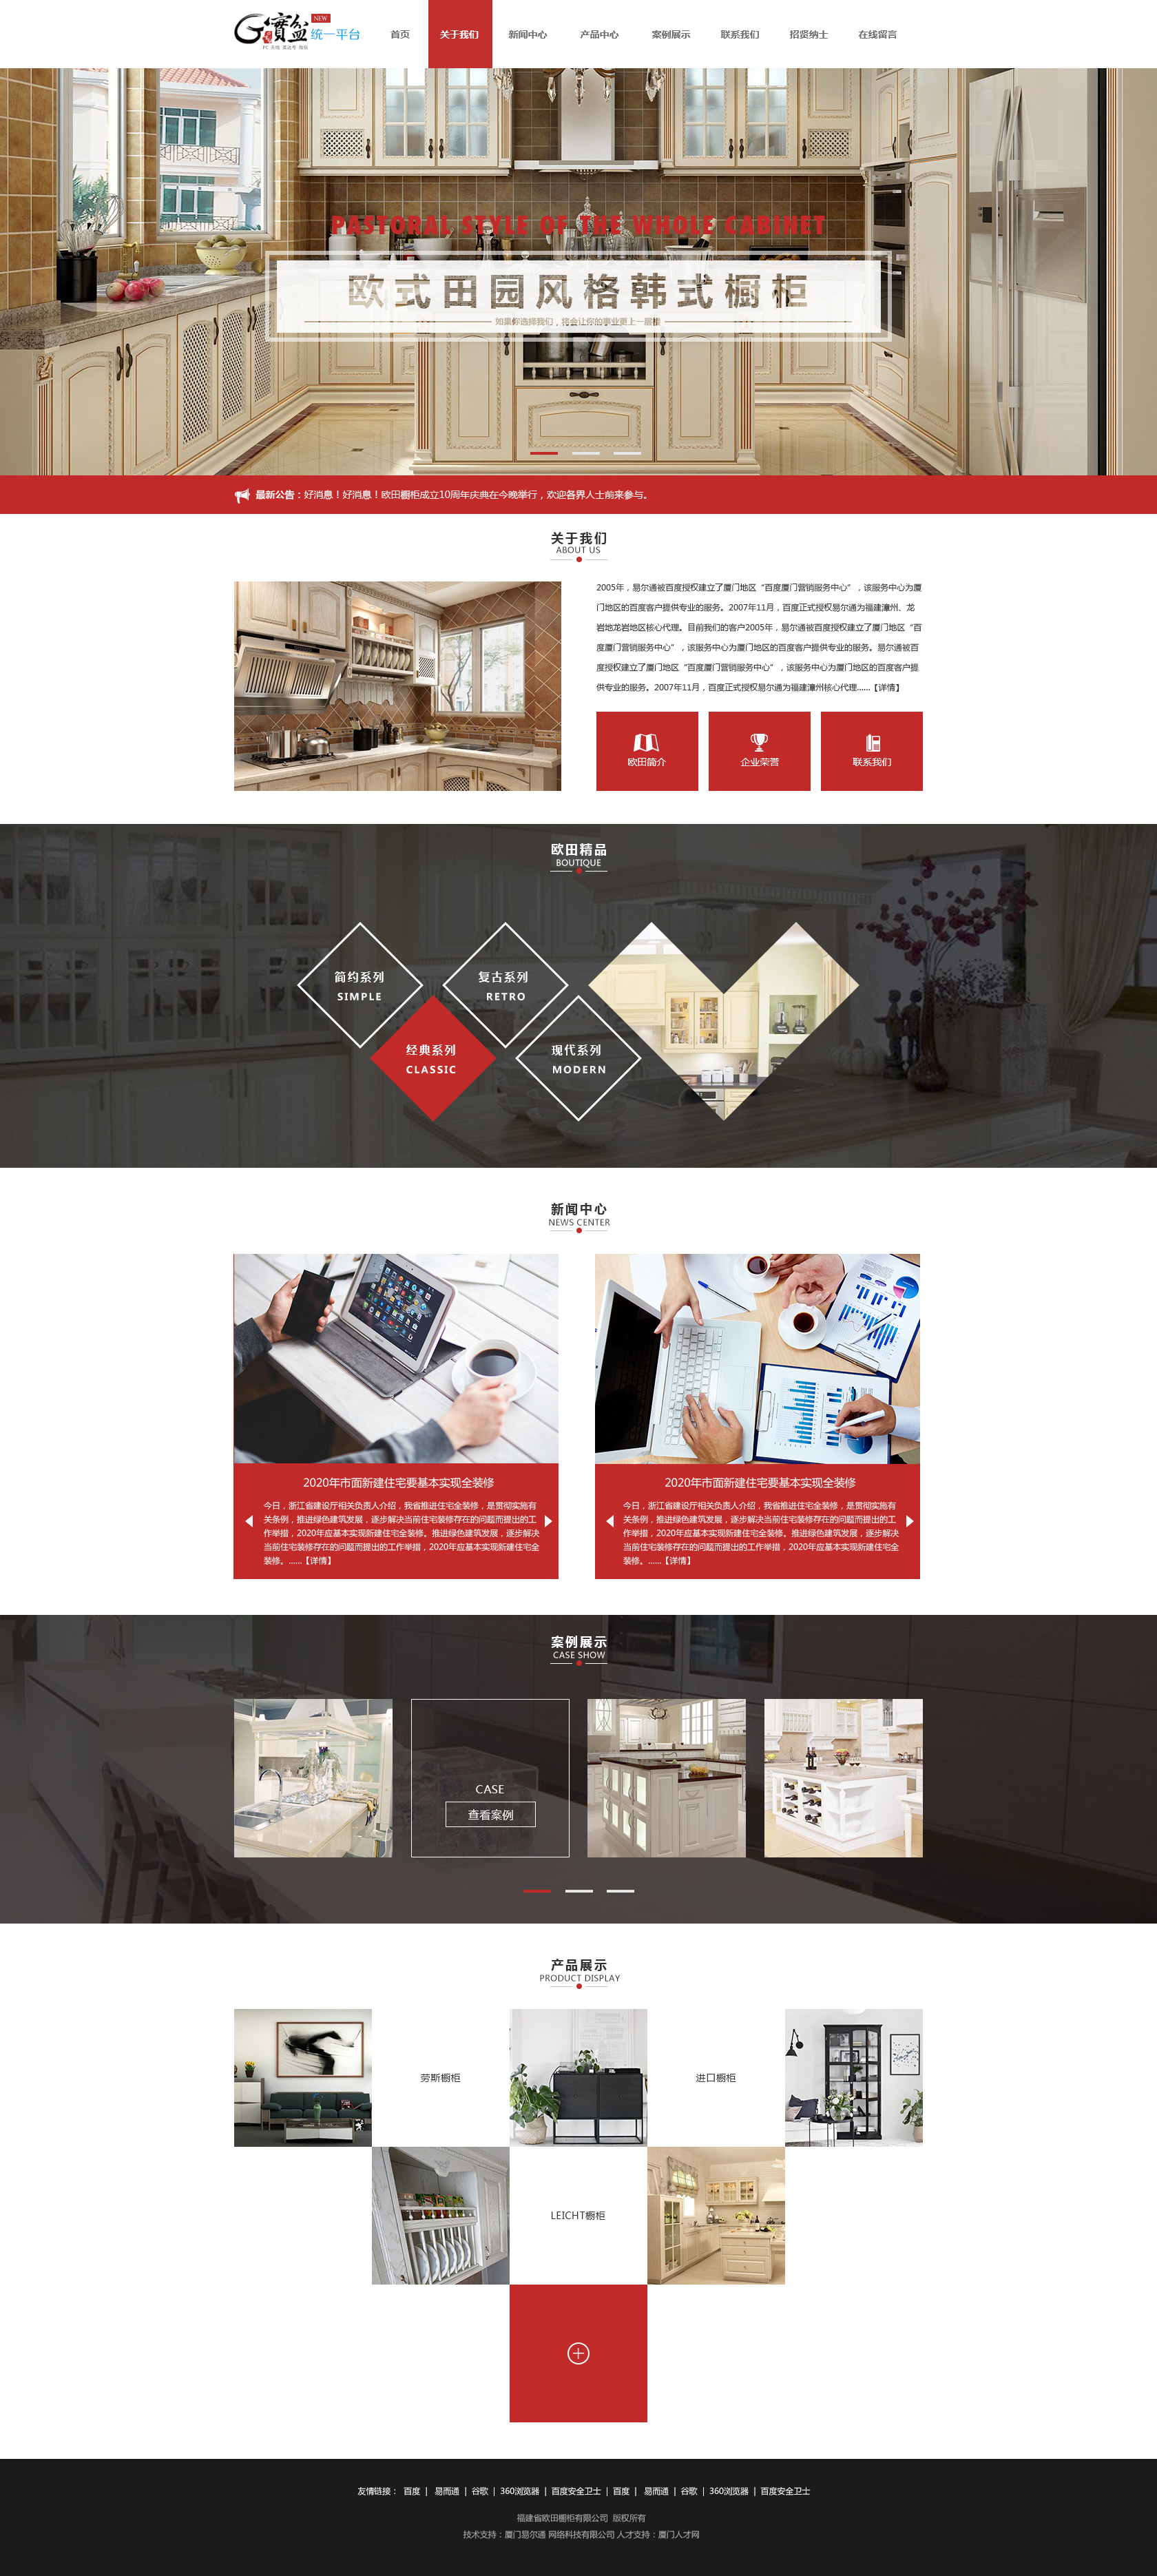 G寶盆
NEW
统一平台
PC 无线 直达号 微信
首页
关于我们
新闻中心
产品中心
案例展示
联系我们
招贤纳士
在线留言
PASTORAL STYLE OF THE WHOLE CABINET
欧式田园风格韩式橱柜
如果你选择我们，将会让你的事业更上一层楼
最新公告：好消息！好消息！欧田橱柜成立10周年庆典在今晚举行，欢迎各界人士前来参与。
关于我们
ABOUT US
2005年，易尔通被百度授权建立了厦门地区“百度厦门营销服务中心”，该服务中心为厦
门地区的百度客户提供专业的服务。2007年11月，百度正式授权易尔通为福建漳州、龙
岩地龙岩地区核心代理。目前我们的客户2005年，易尔通被百度授权建立了厦门地区“百
度厦门营销服务中心”，该服务中心为厦门地区的百度客户提供专业的服务。易尔通被百
度授权建立了厦门地区“百度厦门营销服务中心”，该服务中心为厦门地区的百度客户提
供专业的服务。2007年11月，百度正式授权易尔通为福建漳州核心代理......【详情】
欧田简介
企业荣誉
联系我们
欧田精品
BOUTIQUE
简约系列
SIMPLE
复古系列
RETRO
经典系列
CLASSIC
现代系列
MODERN
新闻中心
NEWS CENTER
2020年市面新建住宅要基本实现全装修
今日，浙江省建设厅相关负责人介绍，我省推进住宅全装修，是贯彻实施有
关条例，推进绿色建筑发展，逐步解决当前住宅装修存在的问题而提出的工
作举措，2020年应基本实现新建住宅全装修。推进绿色建筑发展，逐步解决
当前住宅装修存在的问题而提出的工作举措，2020年应基本实现新建住宅全
装修。......【详情】
2020年市面新建住宅要基本实现全装修
今日，浙江省建设厅相关负责人介绍，我省推进住宅全装修，是贯彻实施有
关条例，推进绿色建筑发展，逐步解决当前住宅装修存在的问题而提出的工
作举措，2020年应基本实现新建住宅全装修。推进绿色建筑发展，逐步解决
当前住宅装修存在的问题而提出的工作举措，2020年应基本实现新建住宅全
装修。......【详情】
案例展示
CASE SHOW
CASE
查看案例
产品展示
PRODUCT DISPLAY
劳斯橱柜
进口橱柜
LEICHT橱柜
友情链接： 百度 | 易而通 | 谷歌 | 360浏览器 | 百度安全卫士 | 百度 | 易而通 | 谷歌 | 360浏览器 | 百度安全卫士
福建省欧田橱柜有限公司 版权所有
技术支持：厦门易尔通 网络科技有限公司 人才支持：厦门人才网